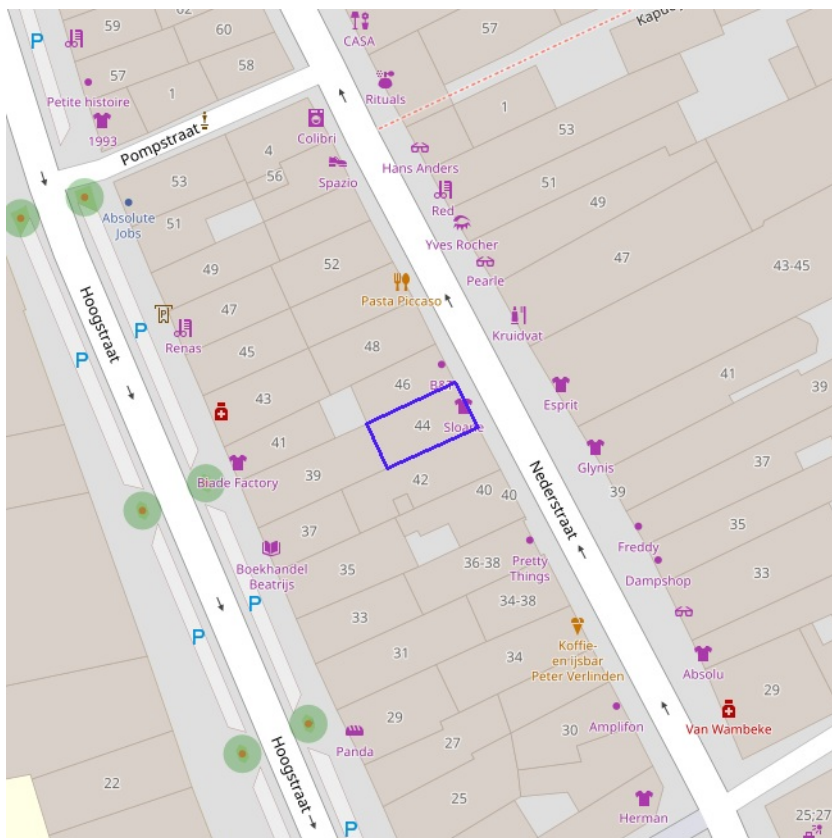 59
62
60
CASA
57
Kapu
57
58
Petite histoire
1
Rituals
1993
Pompstraat
Colibri
1
53
4
Hans Anders
53
56
Spazio
51
Absolute
Jobs
51
Red
49
Yves Rocher
52
47
49
Pearle
43-45
Hoogstraat
Pasta Piccaso
47
Renas
Kruidvat
45
48
41
46
B&T
39
43
Esprit
44
Sloane
41
Glynis
Biade Factory
39
42
37
40
40
39
Nederstraat
37
35
Freddy
Boekhandel
Beatrijs
35
36-38
Pretty
Things
Dampshop
33
34-38
33
Koffie-
en ijsbar
Peter Verlinden
31
34
Absolu
29
29
Panda
27
30
Amplifon
Van Wambeke
22
Hoogstraat
25
Herman
25;27